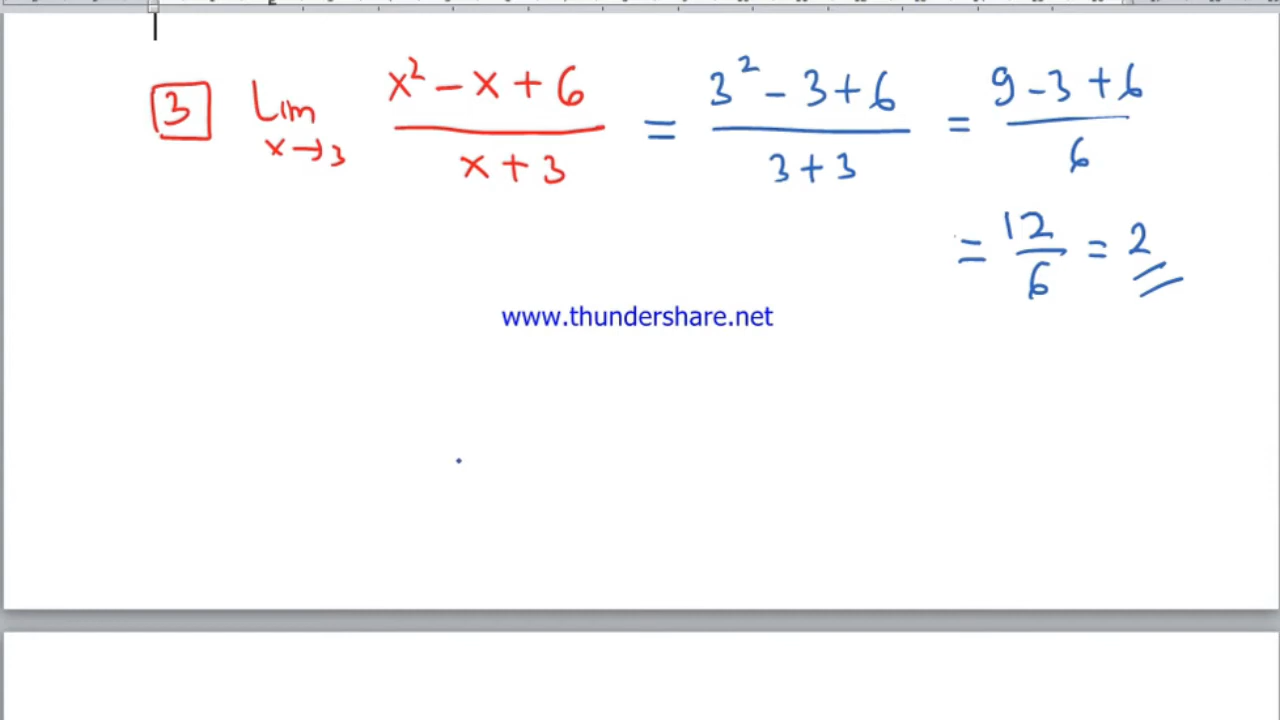 3 Lim x→3 x² - x + 6 / x + 3 = 3² - 3 + 6 / 3 + 3 = 9 - 3 + 6 / 6
= 12 / 6 = 2
www.thundershare.net